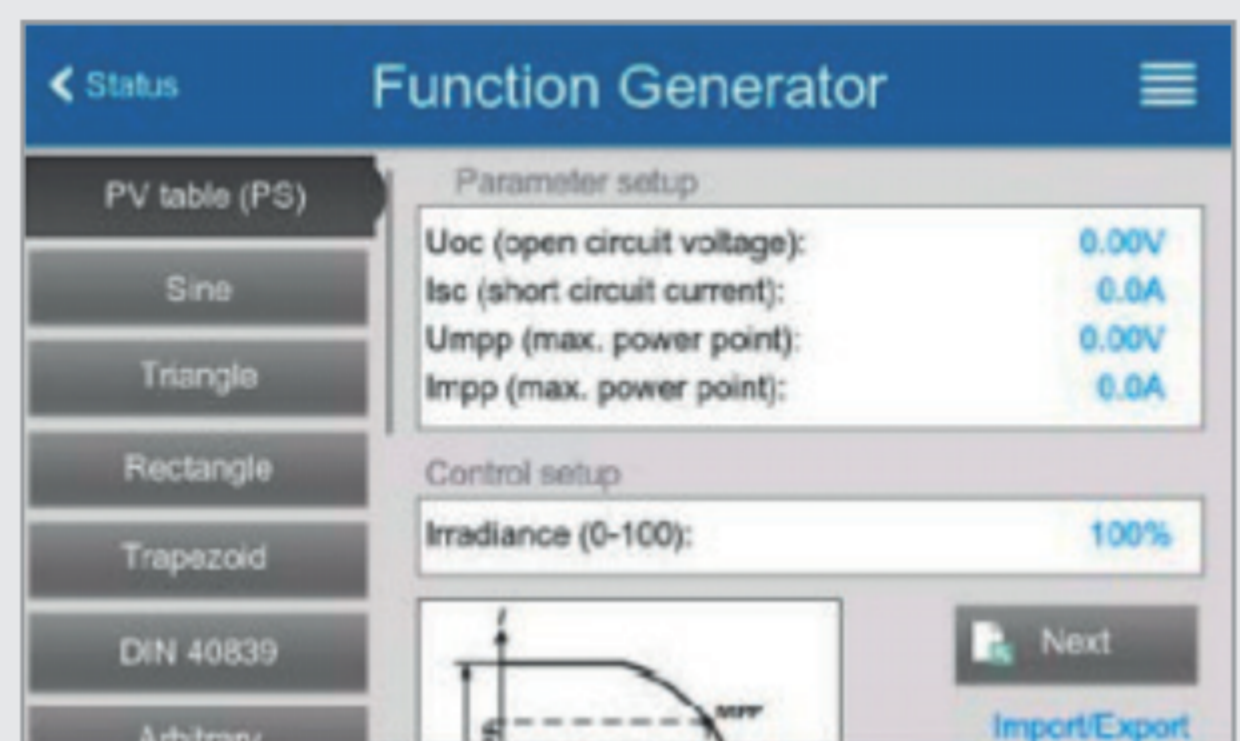 Status
Function Generator
PV table (PS)
Sine
Triangle
Rectangle
Trapezoid
DIN 40839
Arbitrary
Parameter setup
Uoc (open circuit voltage): 0.00V
Isc (short circuit current): 0.0A
Umpp (max. power point): 0.00V
Impp (max. power point): 0.0A
Control setup
Irradiance (0-100): 100%
I
MPP
Next
Import/Export